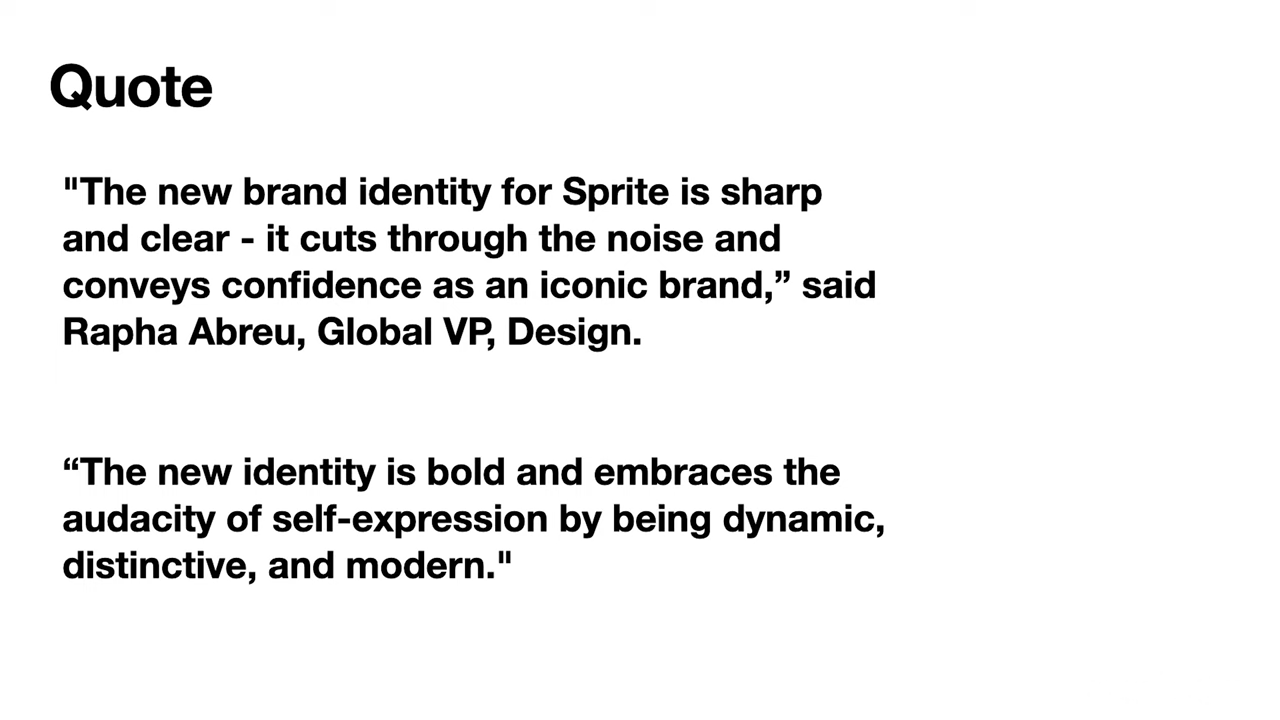 Quote
"The new brand identity for Sprite is sharp
and clear - it cuts through the noise and
conveys confidence as an iconic brand,” said
Rapha Abreu, Global VP, Design.
“The new identity is bold and embraces the
audacity of self-expression by being dynamic,
distinctive, and modern."